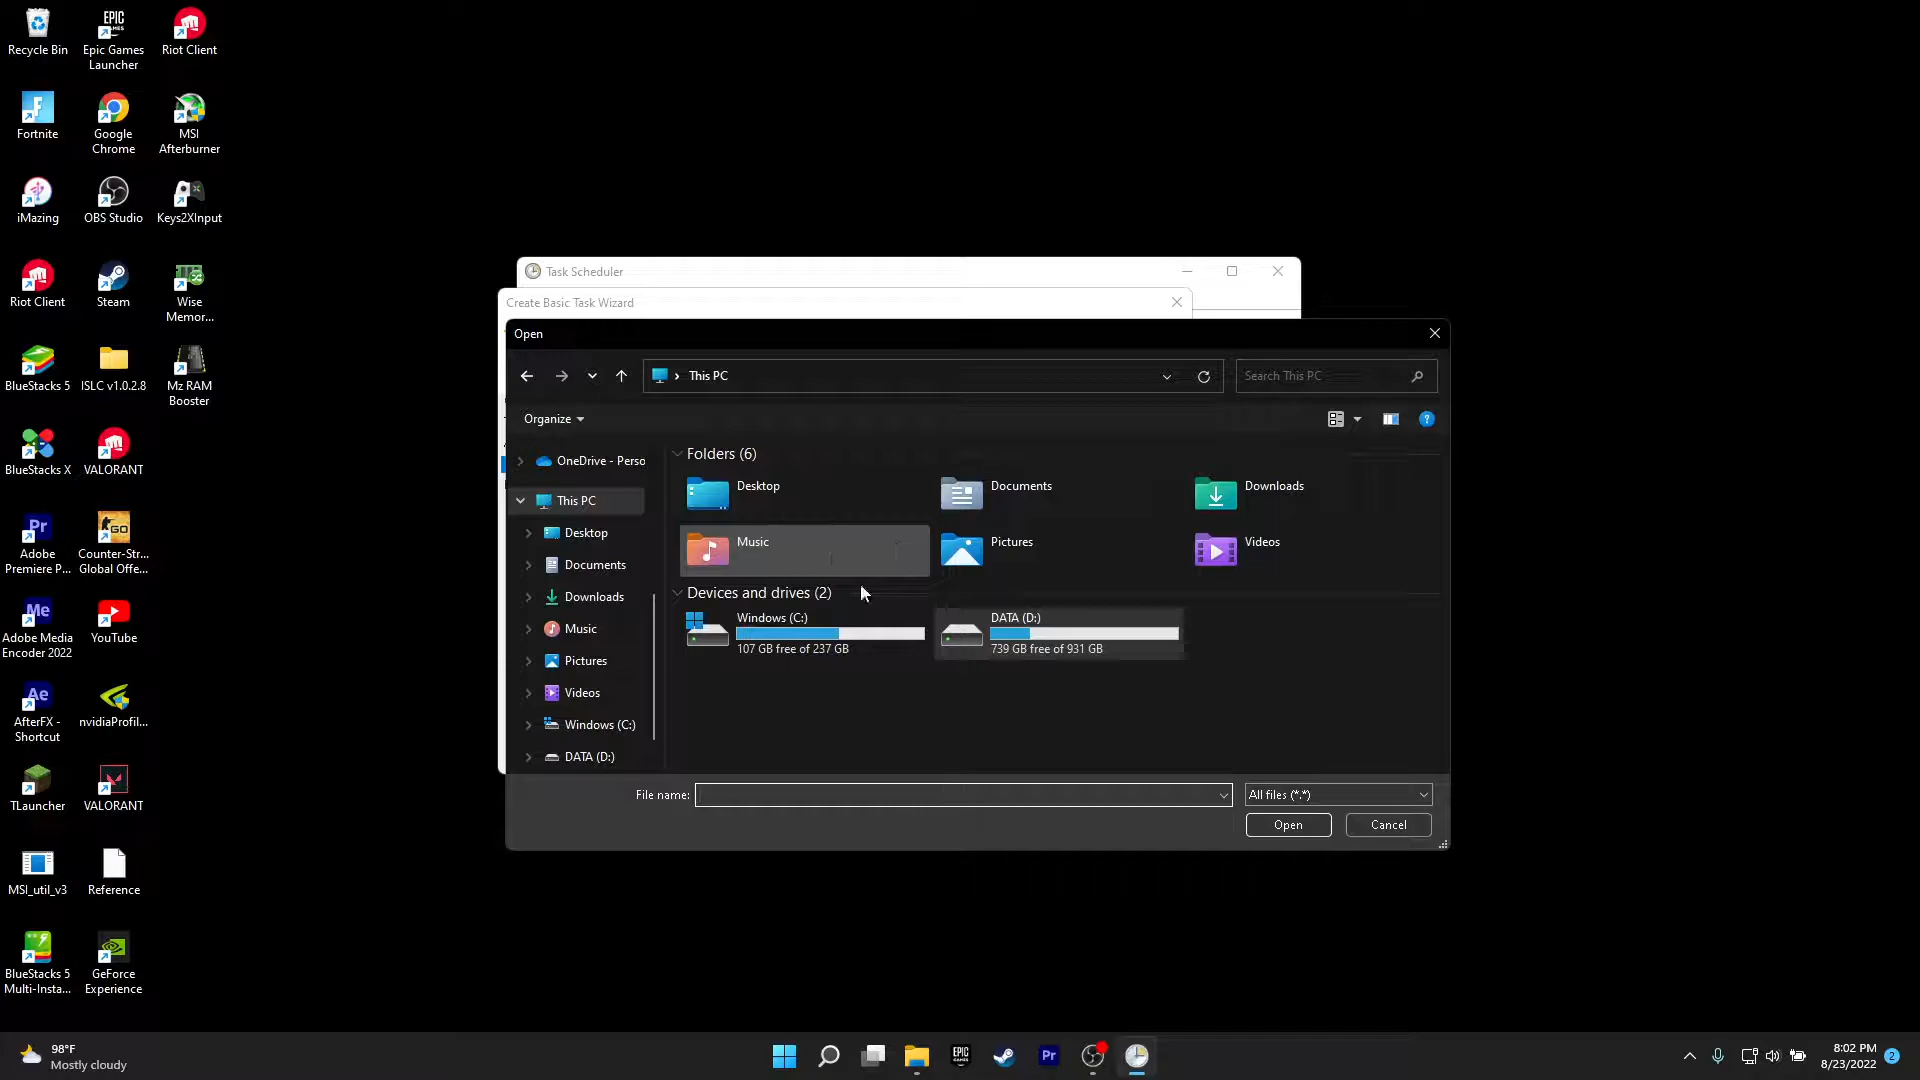 Recycle Bin
Epic Games
Launcher
Riot Client
Fortnite
Google
Chrome
MSI
Afterburner
iMazing
OBS Studio
Keys2XInput
Riot Client
Steam
Wise
Memor...
BlueStacks 5
ISLC v1.0.2.8
Mz RAM
Booster
BlueStacks X
VALORANT
Adobe
Premiere P...
Counter-Str...
Global Offe...
Adobe Media
Encoder 2022
YouTube
AfterFX -
Shortcut
nvidiaProfil...
TLauncher
VALORANT
MSI_util_v3
Reference
BlueStacks 5
Multi-Insta...
GeForce
Experience
Task Scheduler
Create Basic Task Wizard
Open
This PC
Search This PC
Organize
OneDrive - Perso
This PC
Desktop
Documents
Downloads
Music
Pictures
Videos
Windows (C:)
DATA (D:)
Folders (6)
Desktop
Documents
Downloads
Music
Pictures
Videos
Devices and drives (2)
Windows (C:)
107 GB free of 237 GB
DATA (D:)
739 GB free of 931 GB
File name:
All files (*.*)
Open
Cancel
98°F
Mostly cloudy
8:02 PM
8/23/2022
2